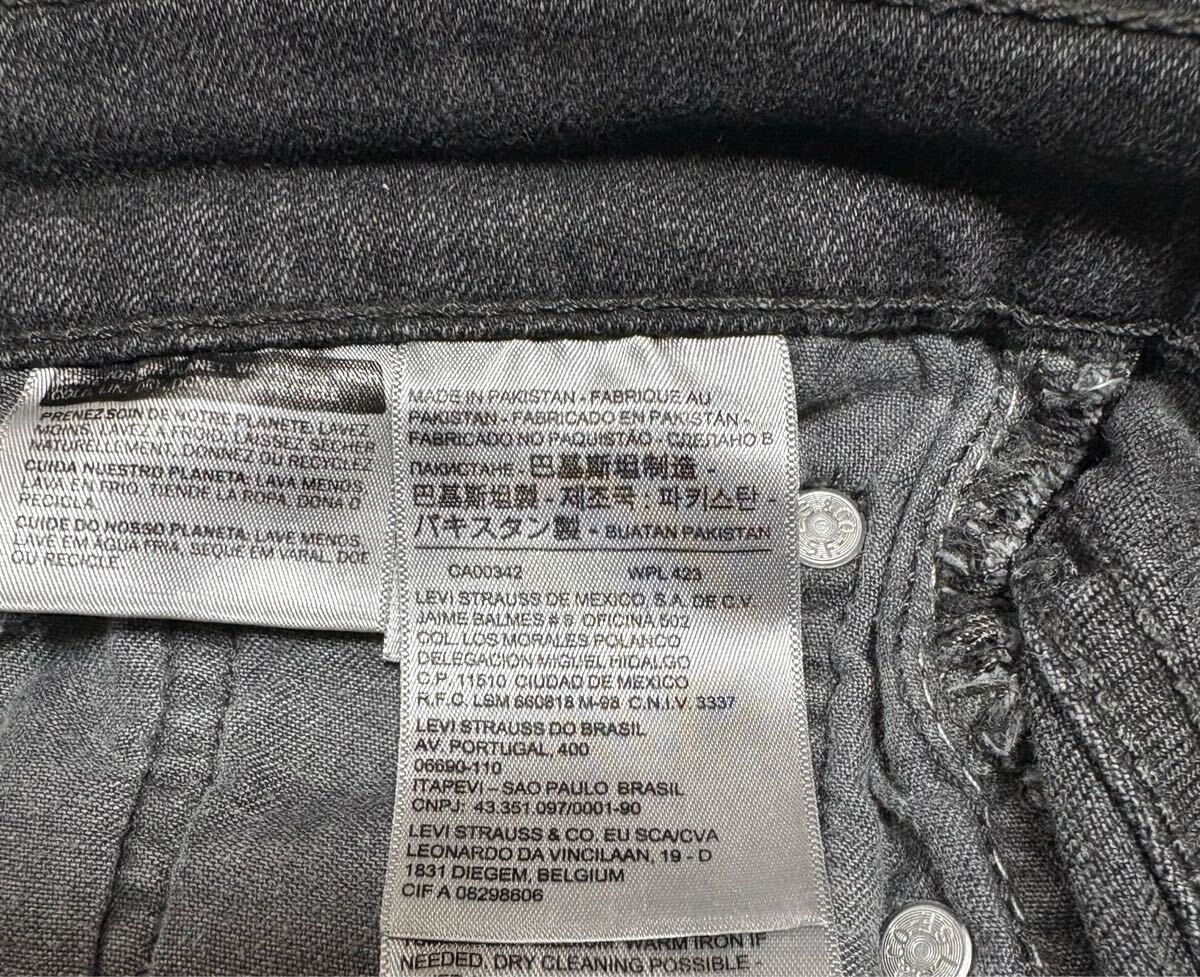 PRENEZ SOIN DE NOTRE PLANETE: LAVEZ
MOINS, LAVEZ A FROID, LAISSEZ SECHER
NATURELLEMENT, DONNEZ OU RECYCLEZ
CUIDA NUESTRO PLANETA: LAVA MENOS
LAVA EN FRIO, TIENDE LA ROPA, DONA O
RECICLA.
CUIDE DO NOSSO PLANETA: LAVE MENOS,
LAVE EM AGUA FRIA, SEQUE EM VARAL, DOE
OU RECICLE.
MADE IN PAKISTAN - FABRIQUE AU
PAKISTAN - FABRICADO EN PAKISTÁN -
FABRICADO NO PAQUISTÃO - СДЕЛАНО В
ПАКИСТАНЕ - 巴基斯坦制造 -
巴基斯坦製 - 제조국 : 파키스탄 -
パキスタン製 - BUATAN PAKISTAN
CA00342 WPL 423
LEVI STRAUSS DE MEXICO, S.A. DE C.V.
JAIME BALMES # 8 OFICINA 502
COL. LOS MORALES POLANCO
DELEGACION MIGUEL HIDALGO
C.P. 11510 CIUDAD DE MEXICO
R.F.C. LSM 660818 M-98 C.N.I.V. 3337
LEVI STRAUSS DO BRASIL
AV. PORTUGAL, 400
06690-110
ITAPEVI – SAO PAULO BRASIL
CNPJ: 43.351.097/0001-90
LEVI STRAUSS & CO. EU SCA/CVA
LEONARDO DA VINCILAAN, 19 - D
1831 DIEGEM, BELGIUM
CIF A 08298606
WARM IRON IF
NEEDED, DRY CLEANING POSSIBLE -